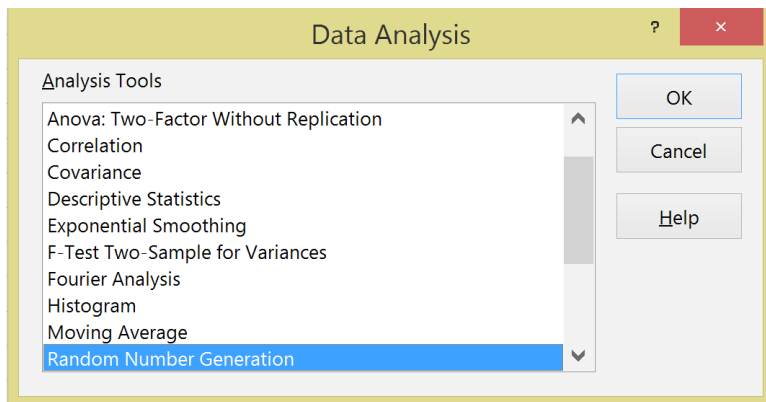 Data Analysis
?
×
Analysis Tools
Anova: Two-Factor Without Replication
Correlation
Covariance
Descriptive Statistics
Exponential Smoothing
F-Test Two-Sample for Variances
Fourier Analysis
Histogram
Moving Average
Random Number Generation
OK
Cancel
Help